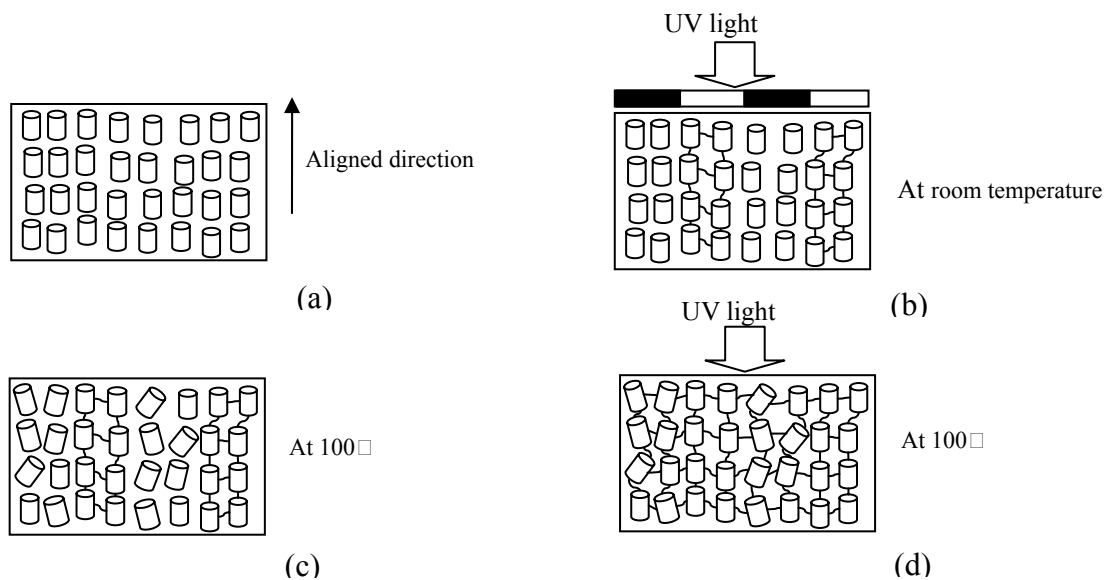 UV light
Aligned direction
At room temperature
(a)
(b)
UV light
At 100□
At 100□
(c)
(d)